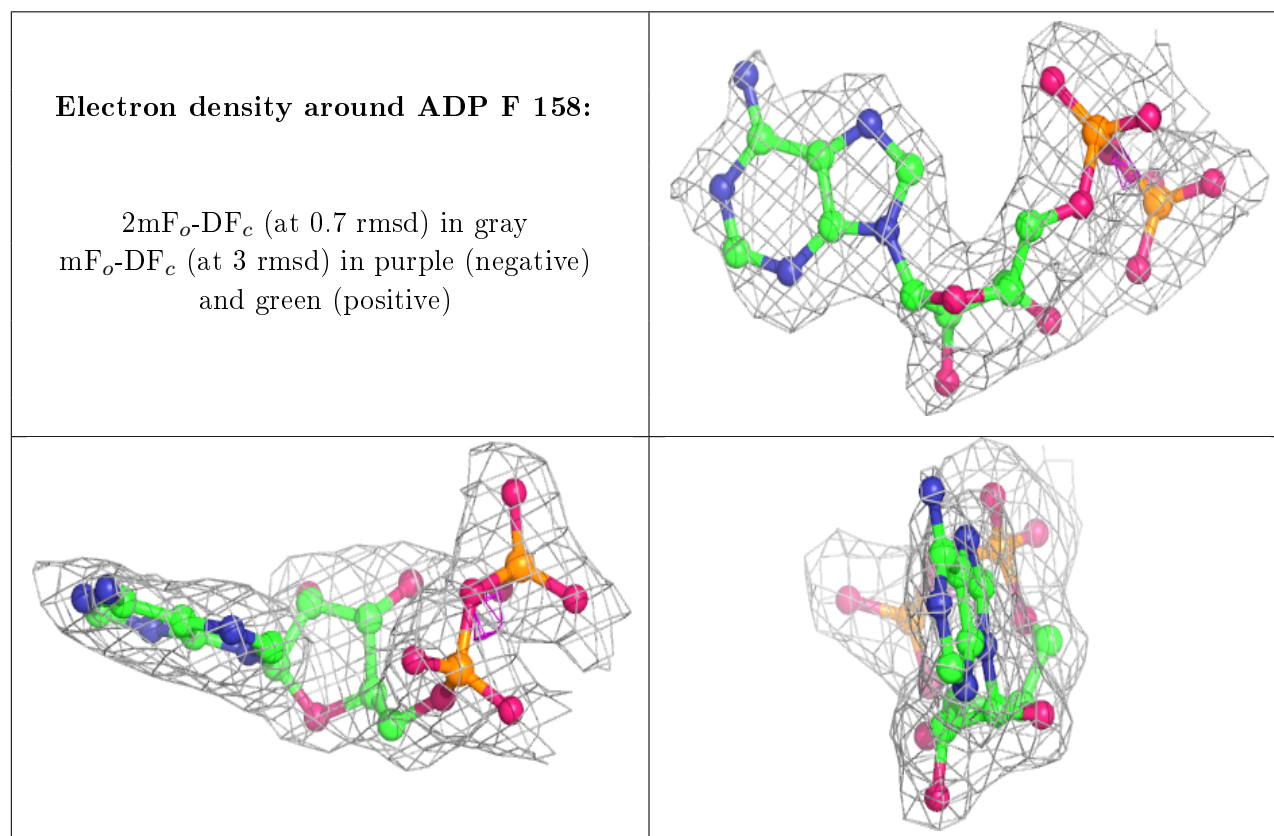 Electron density around ADP F 158:
2mFₒ-DF𝑐 (at 0.7 rmsd) in gray
mFₒ-DF𝑐 (at 3 rmsd) in purple (negative)
and green (positive)